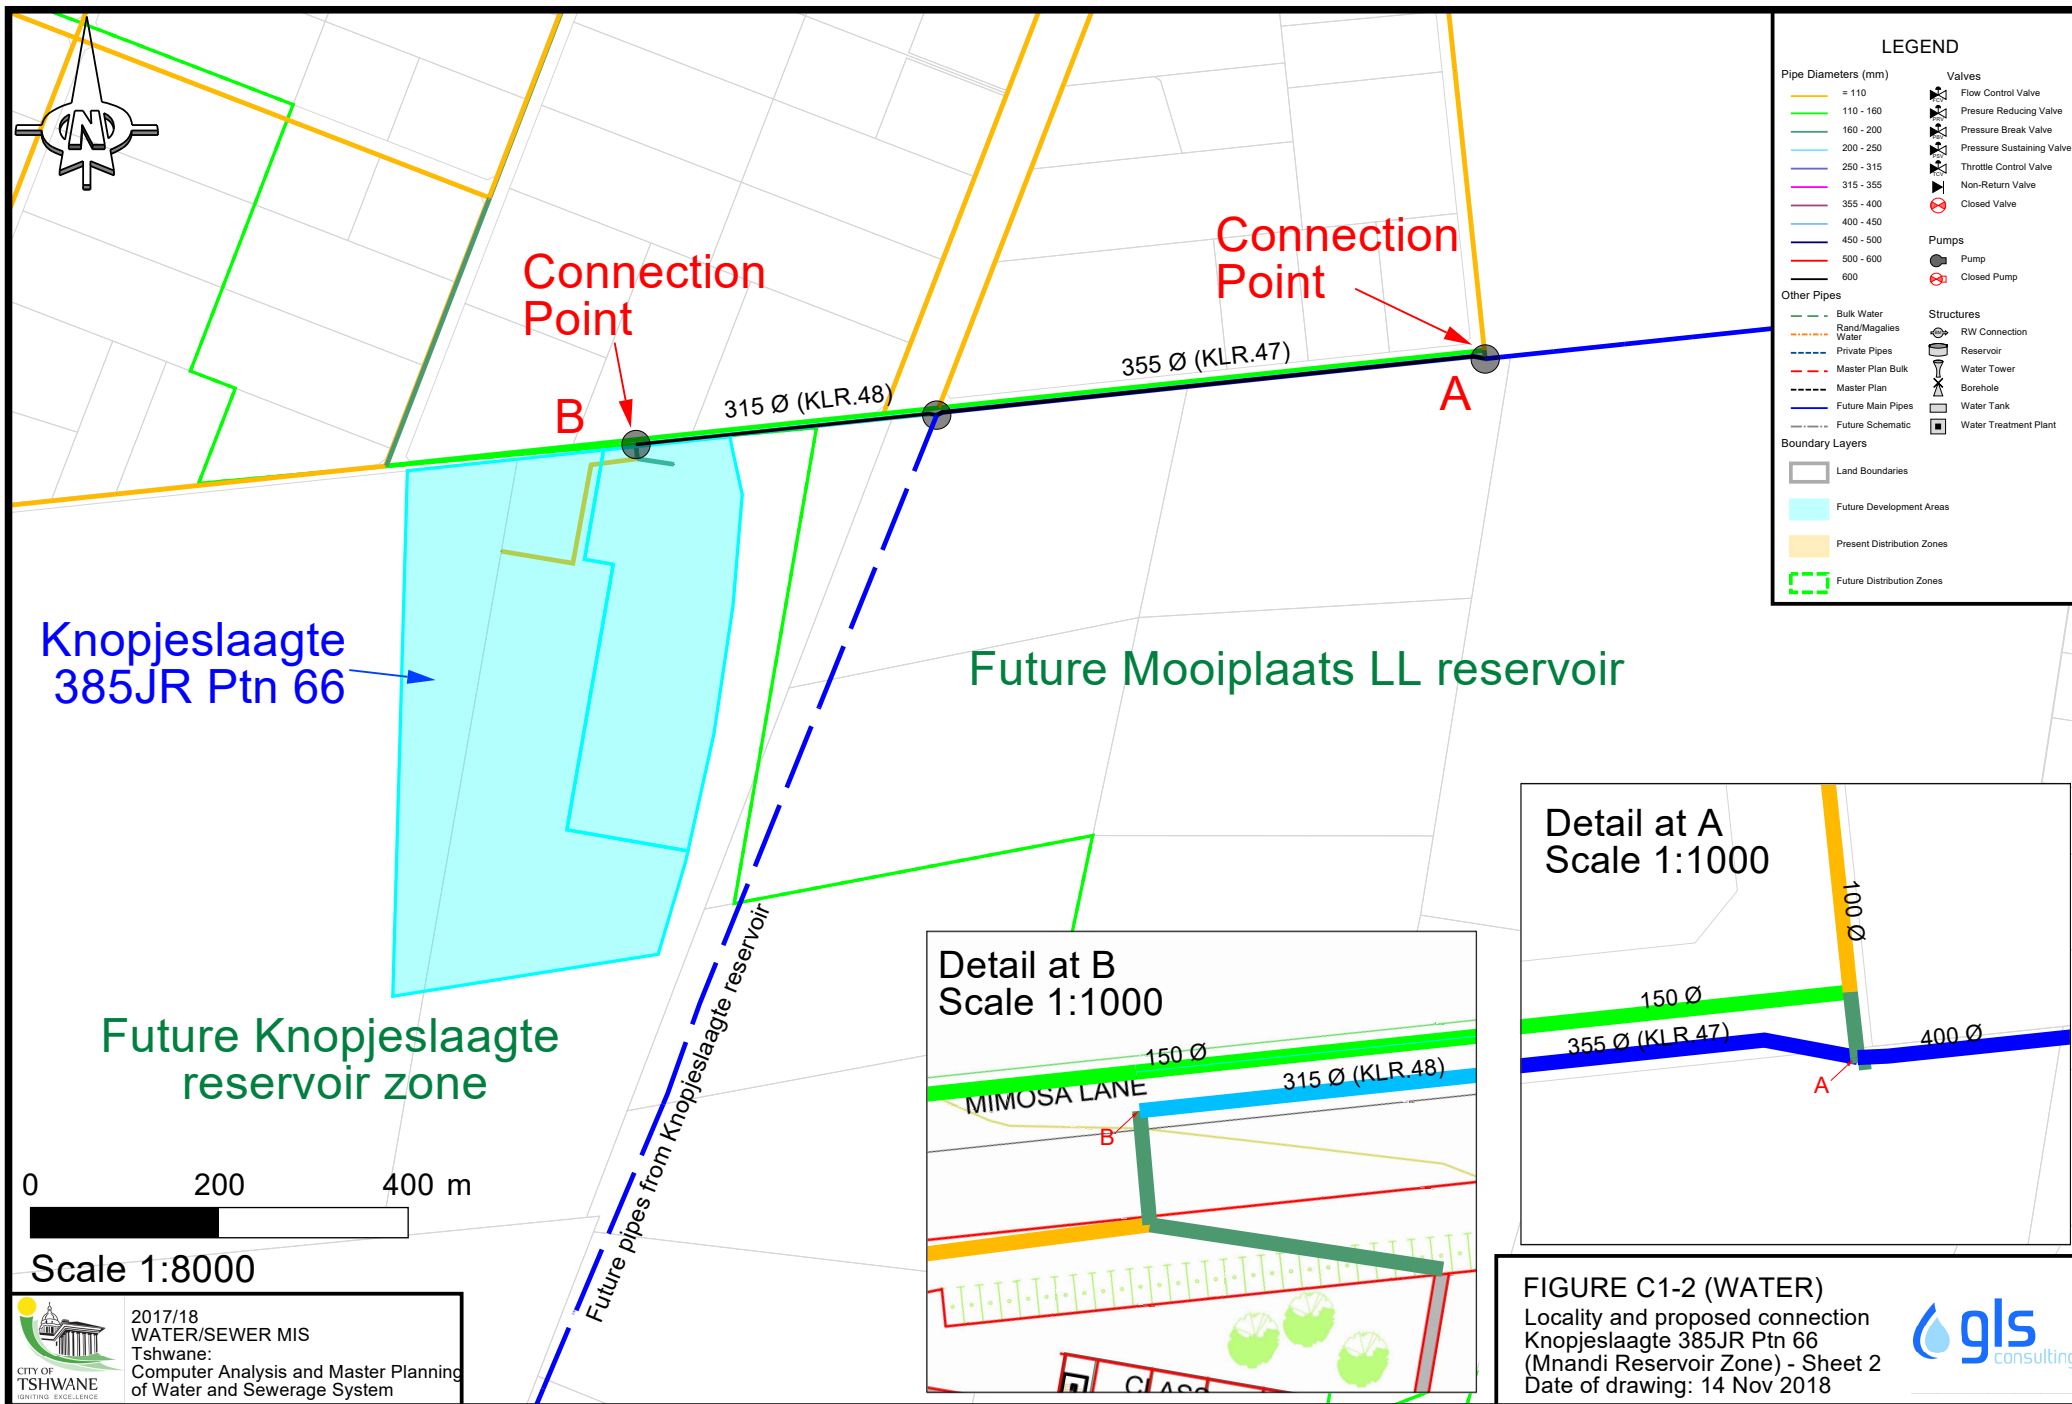 LEGEND
Pipe Diameters (mm)
= 110
110 - 160
160 - 200
200 - 250
250 - 315
315 - 355
355 - 400
400 - 450
450 - 500
500 - 600
600
Other Pipes
Bulk Water
Rand/Magalies
Water
Private Pipes
Master Plan Bulk
Master Plan
Future Main Pipes
Future Schematic
Boundary Layers
Land Boundaries
Future Development Areas
Present Distribution Zones
Future Distribution Zones
Valves
Flow Control Valve
Presure Reducing Valve
Pressure Break Valve
Pressure Sustaining Valve
Throttle Control Valve
Non-Return Valve
Closed Valve
Pumps
Pump
Closed Pump
Structures
RW Connection
Reservoir
Water Tower
Borehole
Water Tank
Water Treatment Plant
N
Connection
Point
B
315 Ø (KLR.48)
Connection
Point
A
355 Ø (KLR.47)
Knopjeslaagte
385JR Ptn 66
Future Mooiplaats LL reservoir
Future Knopjeslaagte
reservoir zone
Future pipes from Knopjeslaagte reservoir
Detail at A
Scale 1:1000
100 Ø
150 Ø
355 Ø (KLR.47)
400 Ø
A
Detail at B
Scale 1:1000
150 Ø
315 Ø (KLR.48)
MIMOSA LANE
B
CLASS
0 200 400 m
Scale 1:8000
CITY OF
TSHWANE
IGNITING EXCELLENCE
2017/18
WATER/SEWER MIS
Tshwane:
Computer Analysis and Master Planning
of Water and Sewerage System
FIGURE C1-2 (WATER)
Locality and proposed connection
Knopjeslaagte 385JR Ptn 66
(Mnandi Reservoir Zone) - Sheet 2
Date of drawing: 14 Nov 2018
gls
consulting